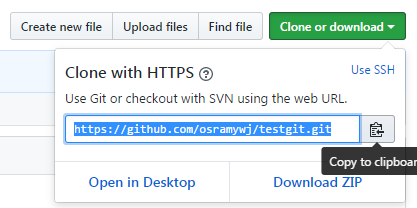 Create new file Upload files Find file Clone or download
Clone with HTTPS Use SSH
Use Git or checkout with SVN using the web URL.
https://github.com/osramywj/testgit.git
Copy to clipboar
Open in Desktop Download ZIP